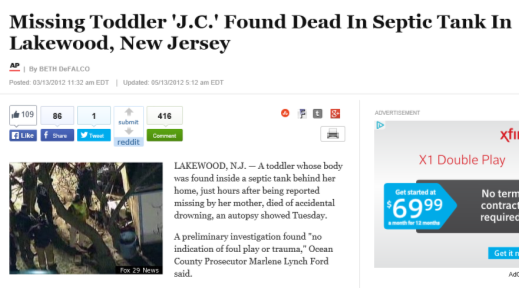 Missing Toddler 'J.C.' Found Dead In Septic Tank In
Lakewood, New Jersey
AP | By BETH DeFALCO
Posted: 03/13/2012 11:32 am EDT | Updated: 05/13/2012 5:12 am EDT
109
86
1
submit
reddit
416
Like
Share
Tweet
Comment
LAKEWOOD, N.J. — A toddler whose body
was found inside a septic tank behind her
home, just hours after being reported
missing by her mother, died of accidental
drowning, an autopsy showed Tuesday.
A preliminary investigation found "no
indication of foul play or trauma," Ocean
County Prosecutor Marlene Lynch Ford
said.
Fox 29 News
ADVERTISEMENT
xfi
X1 Double Play
Get started at
$69 99
a month for 12 months
No term
contrac
required
Get it n
AdC